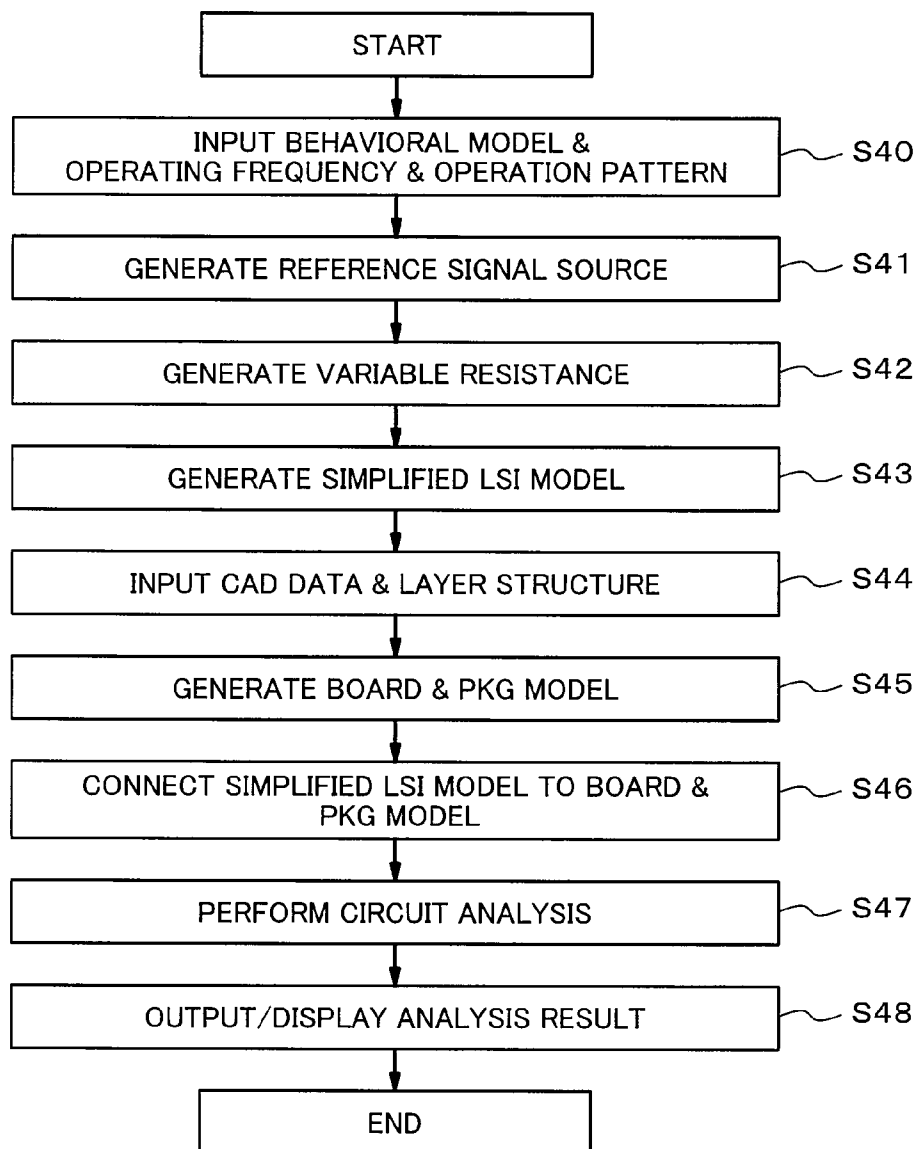 START
INPUT BEHAVIORAL MODEL &
OPERATING FREQUENCY & OPERATION PATTERN
S40
GENERATE REFERENCE SIGNAL SOURCE
S41
GENERATE VARIABLE RESISTANCE
S42
GENERATE SIMPLIFIED LSI MODEL
S43
INPUT CAD DATA & LAYER STRUCTURE
S44
GENERATE BOARD & PKG MODEL
S45
CONNECT SIMPLIFIED LSI MODEL TO BOARD &
PKG MODEL
S46
PERFORM CIRCUIT ANALYSIS
S47
OUTPUT/DISPLAY ANALYSIS RESULT
S48
END